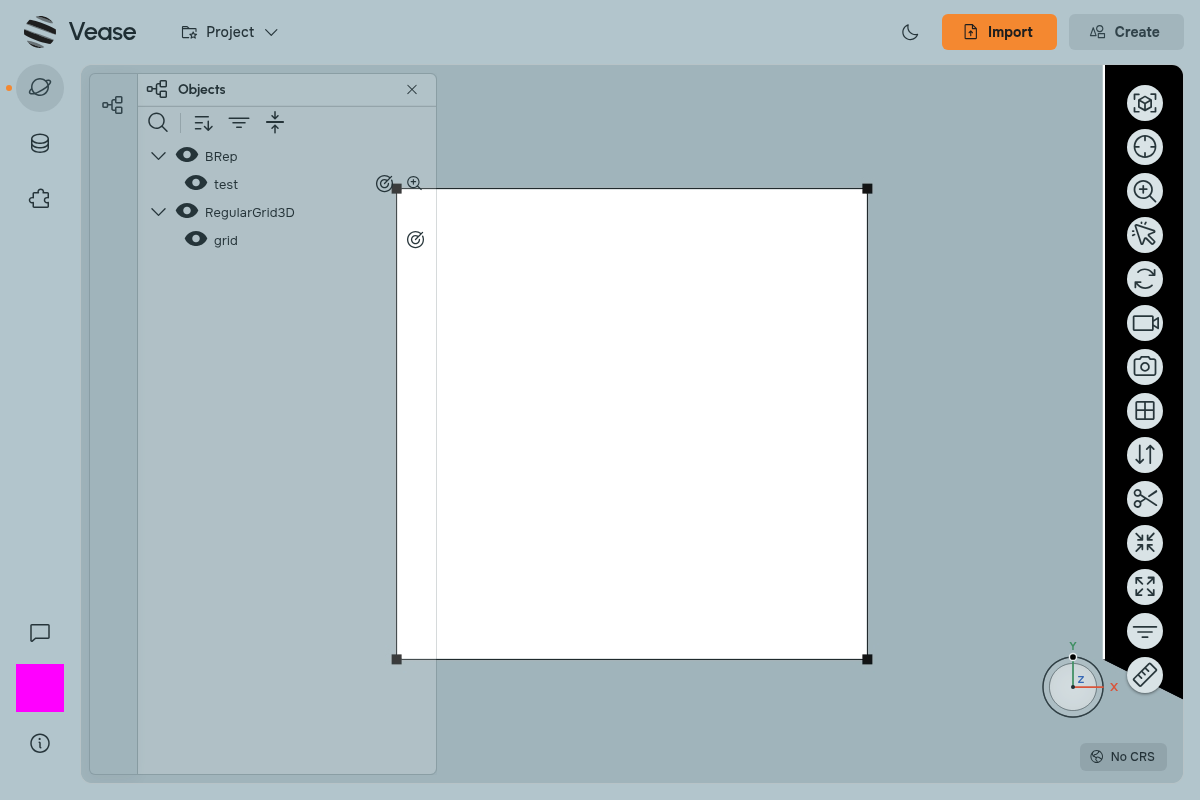 Vease
Project
Import
Create
Objects
BRep
test
RegularGrid3D
grid
Y
Z
X
No CRS